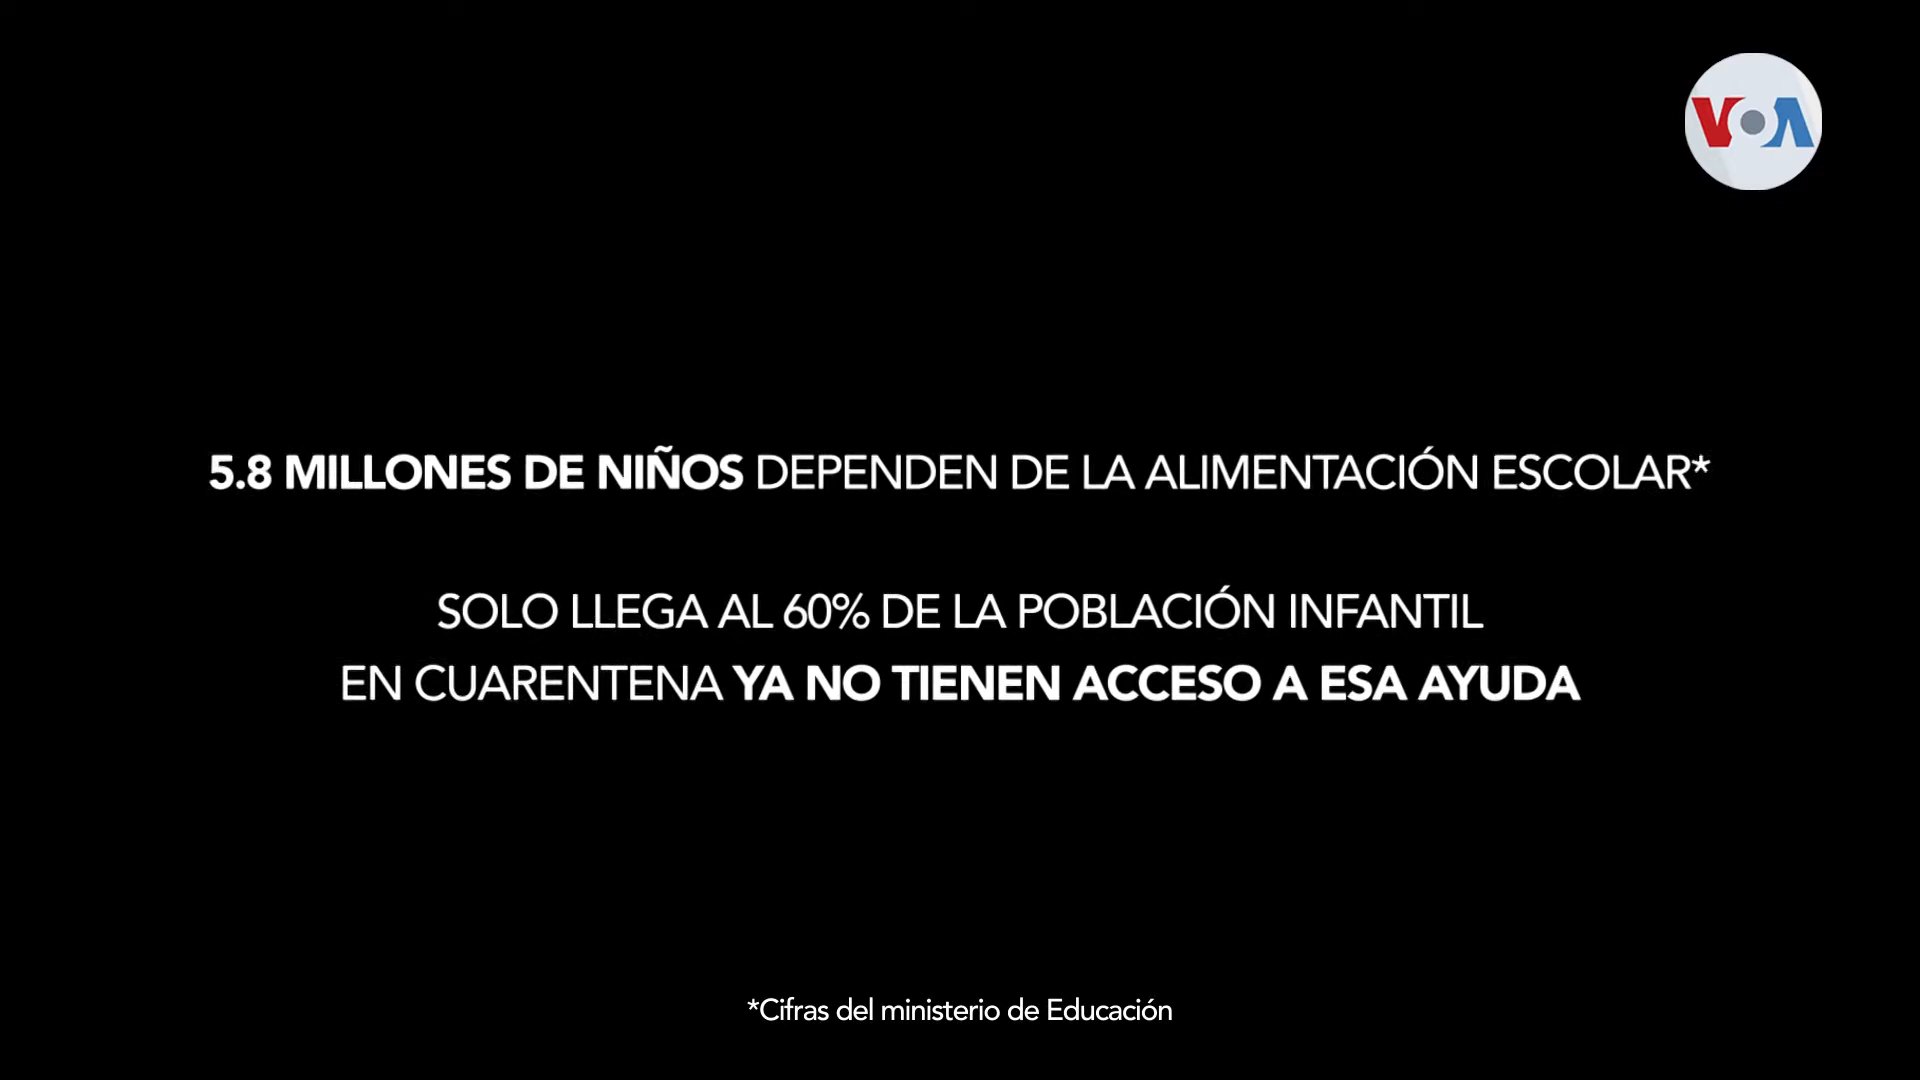 VOA
5.8 MILLONES DE NIÑOS DEPENDEN DE LA ALIMENTACIÓN ESCOLAR*
SOLO LLEGA AL 60% DE LA POBLACIÓN INFANTIL
EN CUARENTENA YA NO TIENEN ACCESO A ESA AYUDA
*Cifras del ministerio de Educación